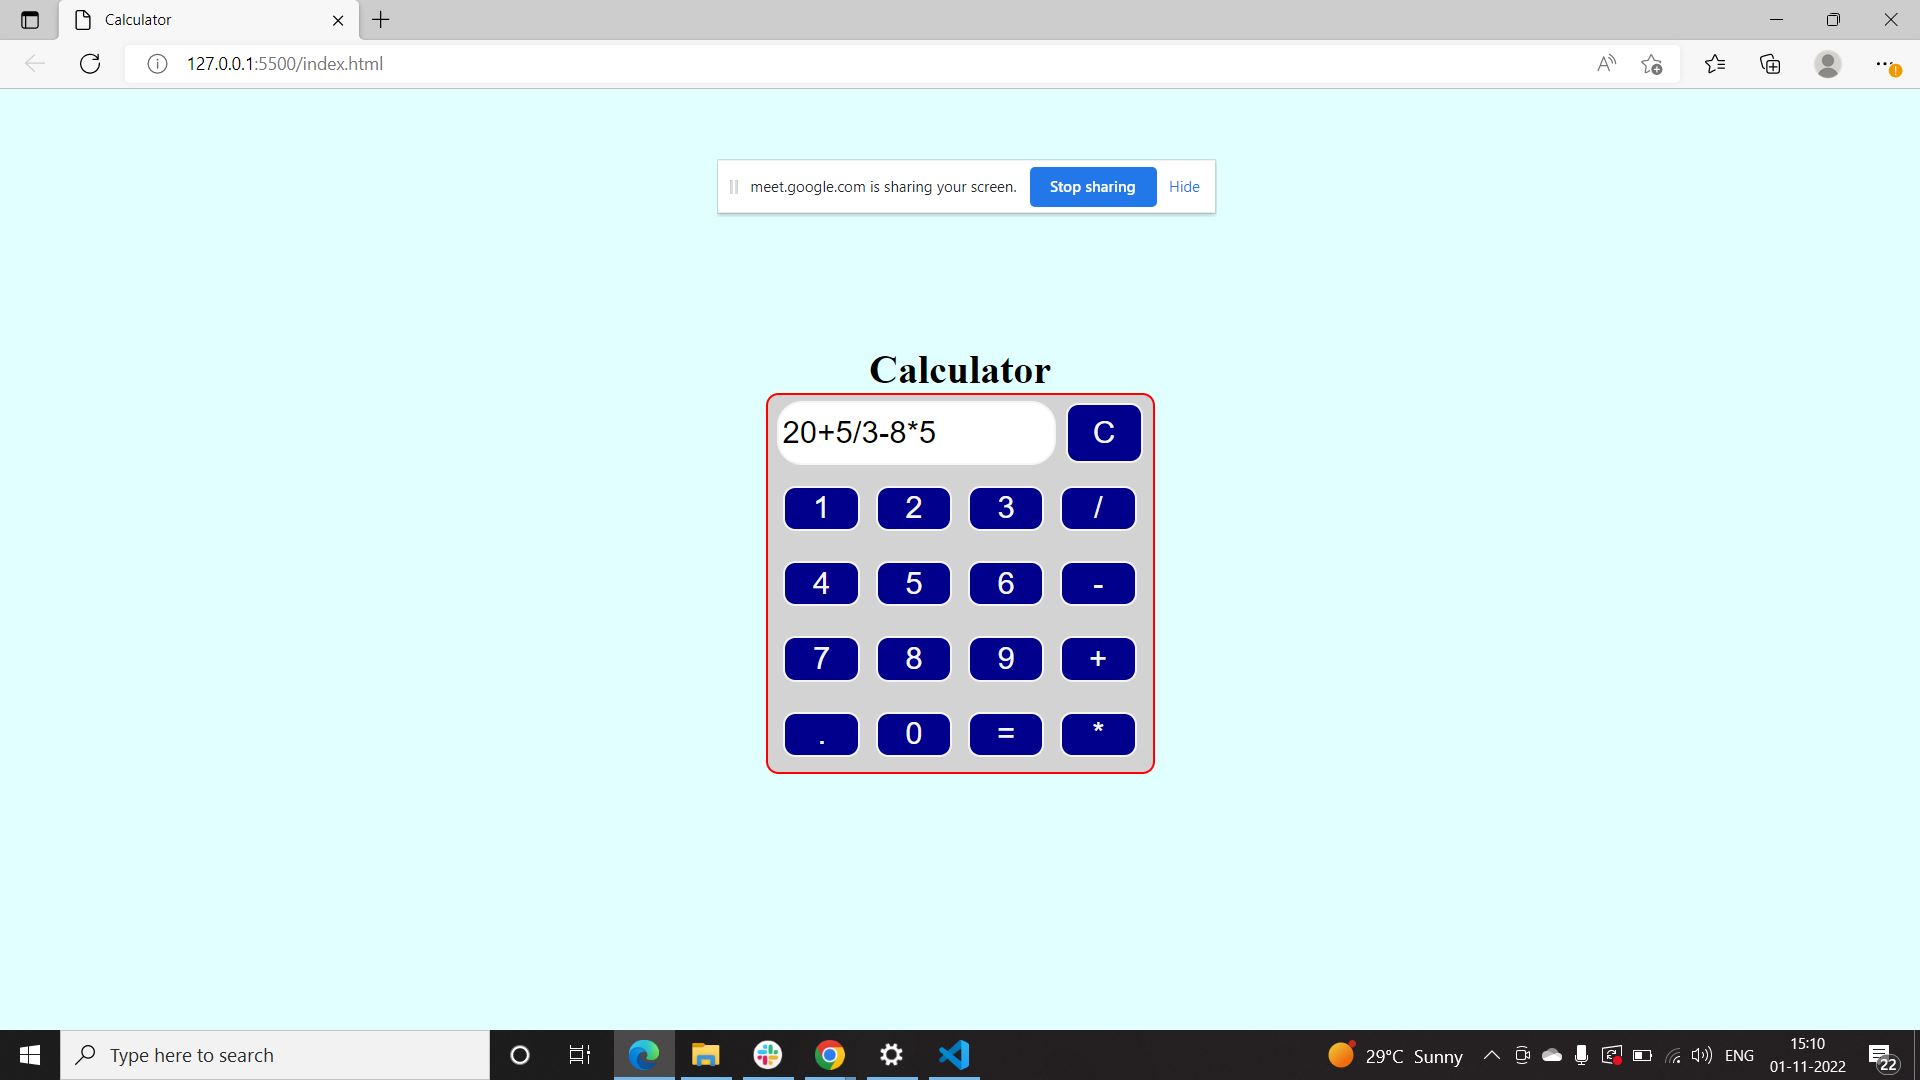 Calculator
127.0.0.1:5500/index.html
meet.google.com is sharing your screen. Stop sharing Hide
Calculator
20+5/3-8*5 C
1 2 3 /
4 5 6 -
7 8 9 +
. 0 = *
Type here to search
29°C Sunny
ENG
15:10
01-11-2022
22